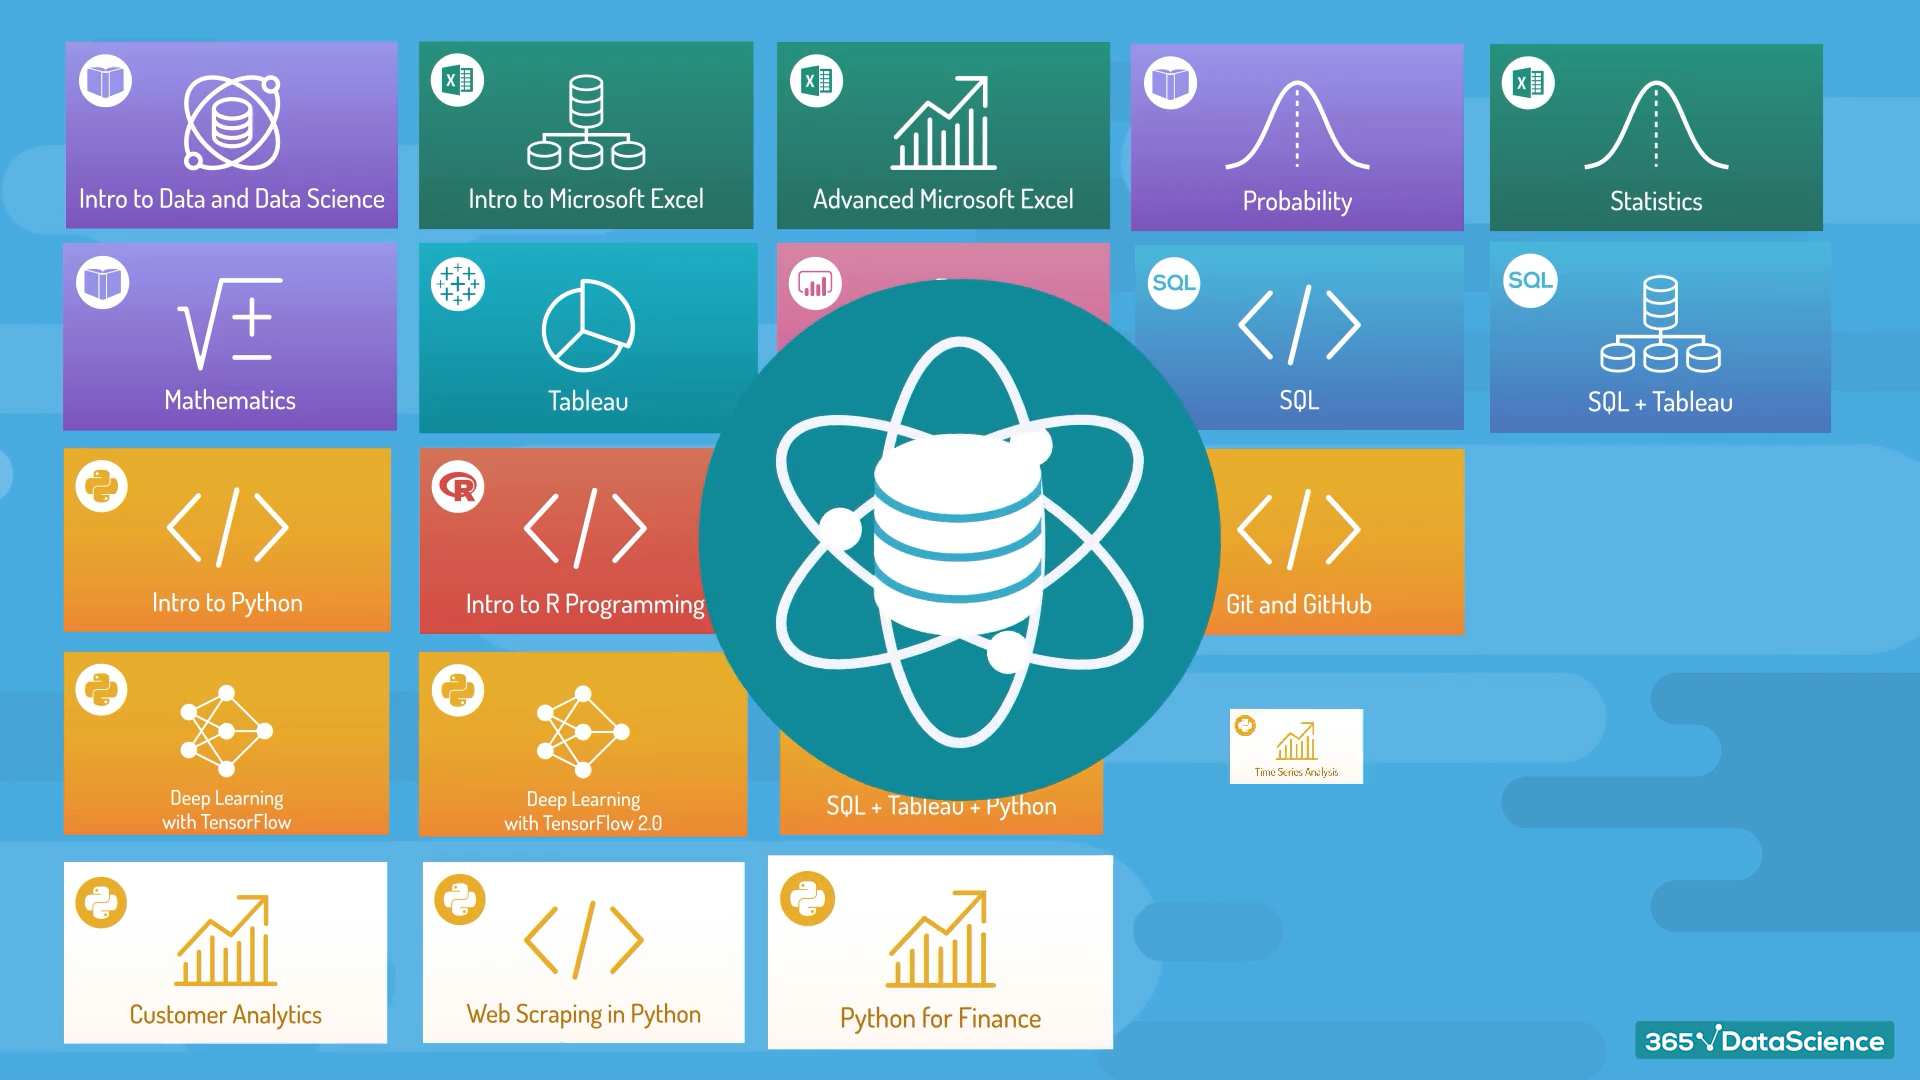 Intro to Data and Data Science
X
Intro to Microsoft Excel
X
Advanced Microsoft Excel
Probability
X
Statistics
Mathematics
Tableau
SQL
SQL
SQL
SQL + Tableau
Intro to Python
R
Intro to R Programming
Git and GitHub
Deep Learning
with TensorFlow
Deep Learning
with TensorFlow 2.0
SQL + Tableau + Python
Time Series Analysis
Customer Analytics
Web Scraping in Python
Python for Finance
365 DataScience